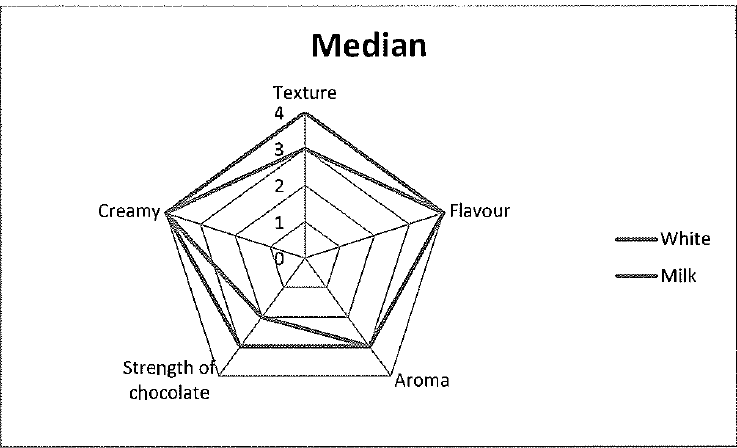 Median
Texture
4
3
2
1
0
Creamy
Flavour
White
Milk
Strength of
chocolate
Aroma